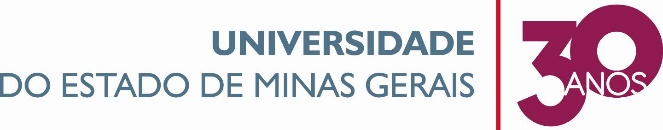 UNIVERSIDADE
DO ESTADO DE MINAS GERAIS
30
ANOS